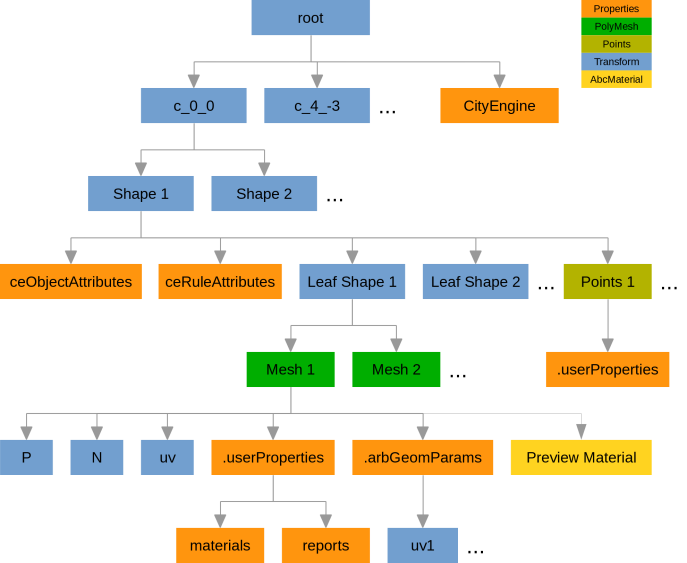 root
Properties
PolyMesh
Points
Transform
AbcMaterial
c_0_0
c_4_-3
...
CityEngine
Shape 1
Shape 2
...
ceObjectAttributes
ceRuleAttributes
Leaf Shape 1
Leaf Shape 2
...
Points 1
...
Mesh 1
Mesh 2
...
.userProperties
P
N
uv
.userProperties
.arbGeomParams
Preview Material
materials
reports
uv1
...